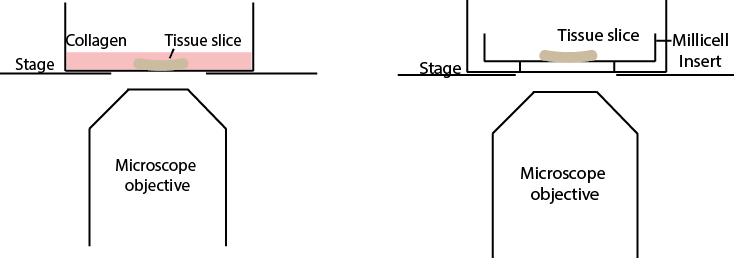 Collagen
Tissue slice
Stage
Microscope
objective
Tissue slice
Millicell
Insert
Stage
Microscope
objective